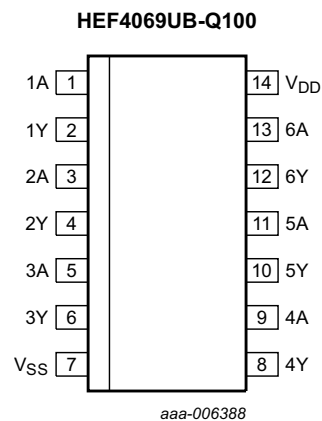 HEF4069UB-Q100
1A 1 14 VDD
1Y 2 13 6A
2A 3 12 6Y
2Y 4 11 5A
3A 5 10 5Y
3Y 6 9 4A
VSS 7 8 4Y
aaa-006388